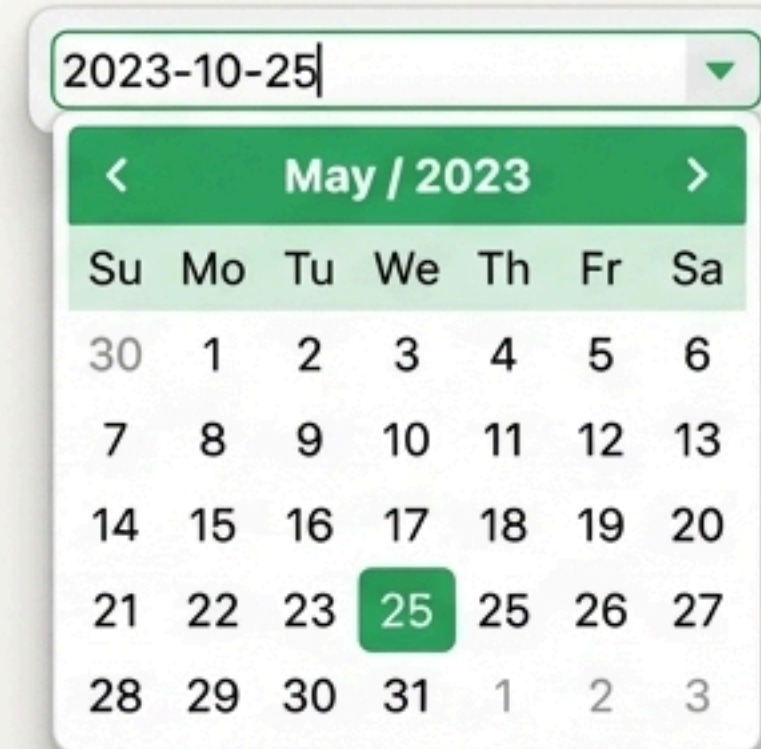 2023-10-25
< May / 2023 >
Su Mo Tu We Th Fr Sa
30 1 2 3 4 5 6
7 8 9 10 11 12 13
14 15 16 17 18 19 20
21 22 23 25 25 26 27
28 29 30 31 1 2 3